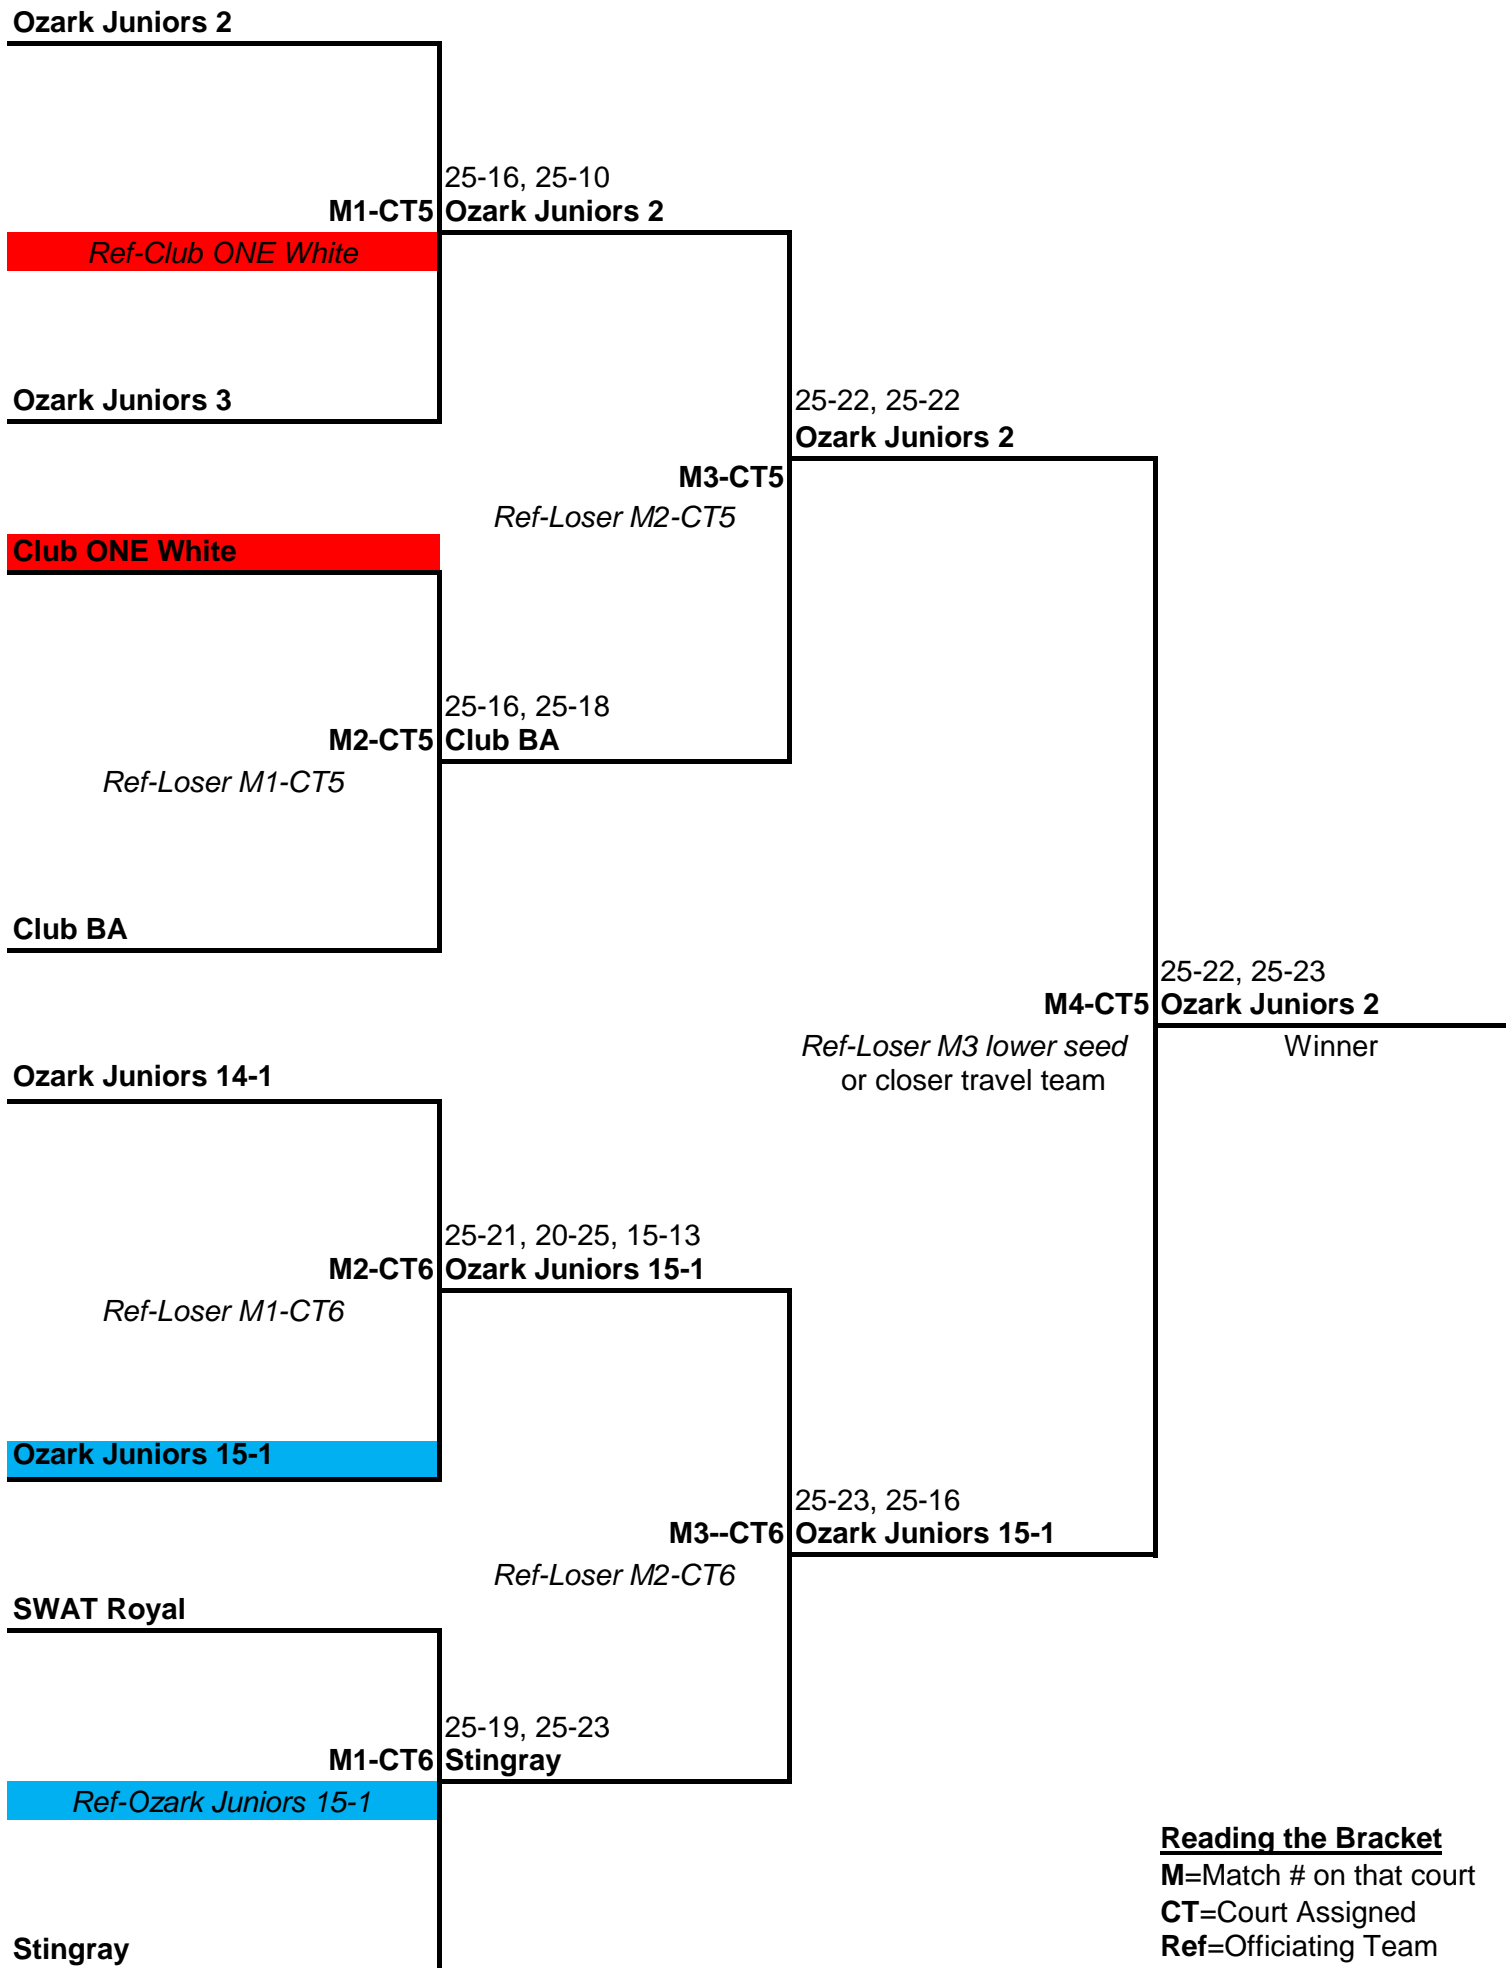 Ozark Juniors 2
25-16, 25-10
M1-CT5 Ozark Juniors 2
Ref-Club ONE White
Ozark Juniors 3
25-22, 25-22
Ozark Juniors 2
M3-CT5
Ref-Loser M2-CT5
Club ONE White
25-16, 25-18
M2-CT5 Club BA
Ref-Loser M1-CT5
Club BA
25-22, 25-23
M4-CT5 Ozark Juniors 2
Ref-Loser M3 lower seed Winner
or closer travel team
Ozark Juniors 14-1
25-21, 20-25, 15-13
M2-CT6 Ozark Juniors 15-1
Ref-Loser M1-CT6
Ozark Juniors 15-1
25-23, 25-16
M3--CT6 Ozark Juniors 15-1
Ref-Loser M2-CT6
SWAT Royal
25-19, 25-23
M1-CT6 Stingray
Ref-Ozark Juniors 15-1
Reading the Bracket
M=Match # on that court
CT=Court Assigned
Ref=Officiating Team
Stingray